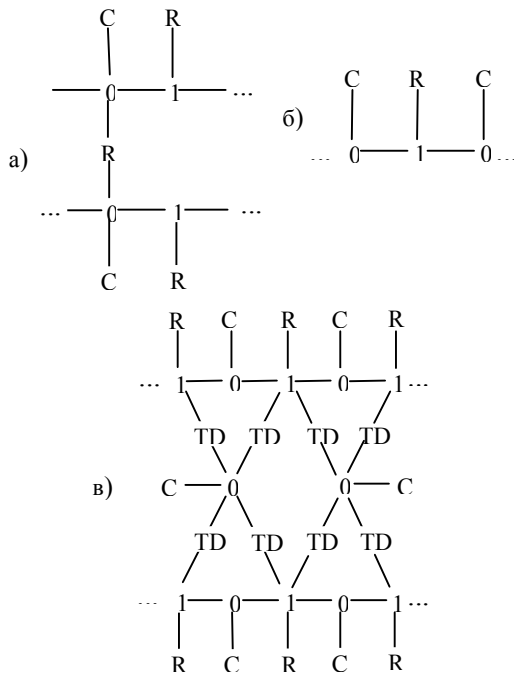 C R
0 1 ...
R
а)
... 0 1 ...
C R
C R C
б)
... 0 1 0 ...
R C R C R
... 1 0 1 0 1 ...
TD TD TD TD
в) C 0 0 C
TD TD TD TD
... 1 0 1 0 1 ...
R C R C R